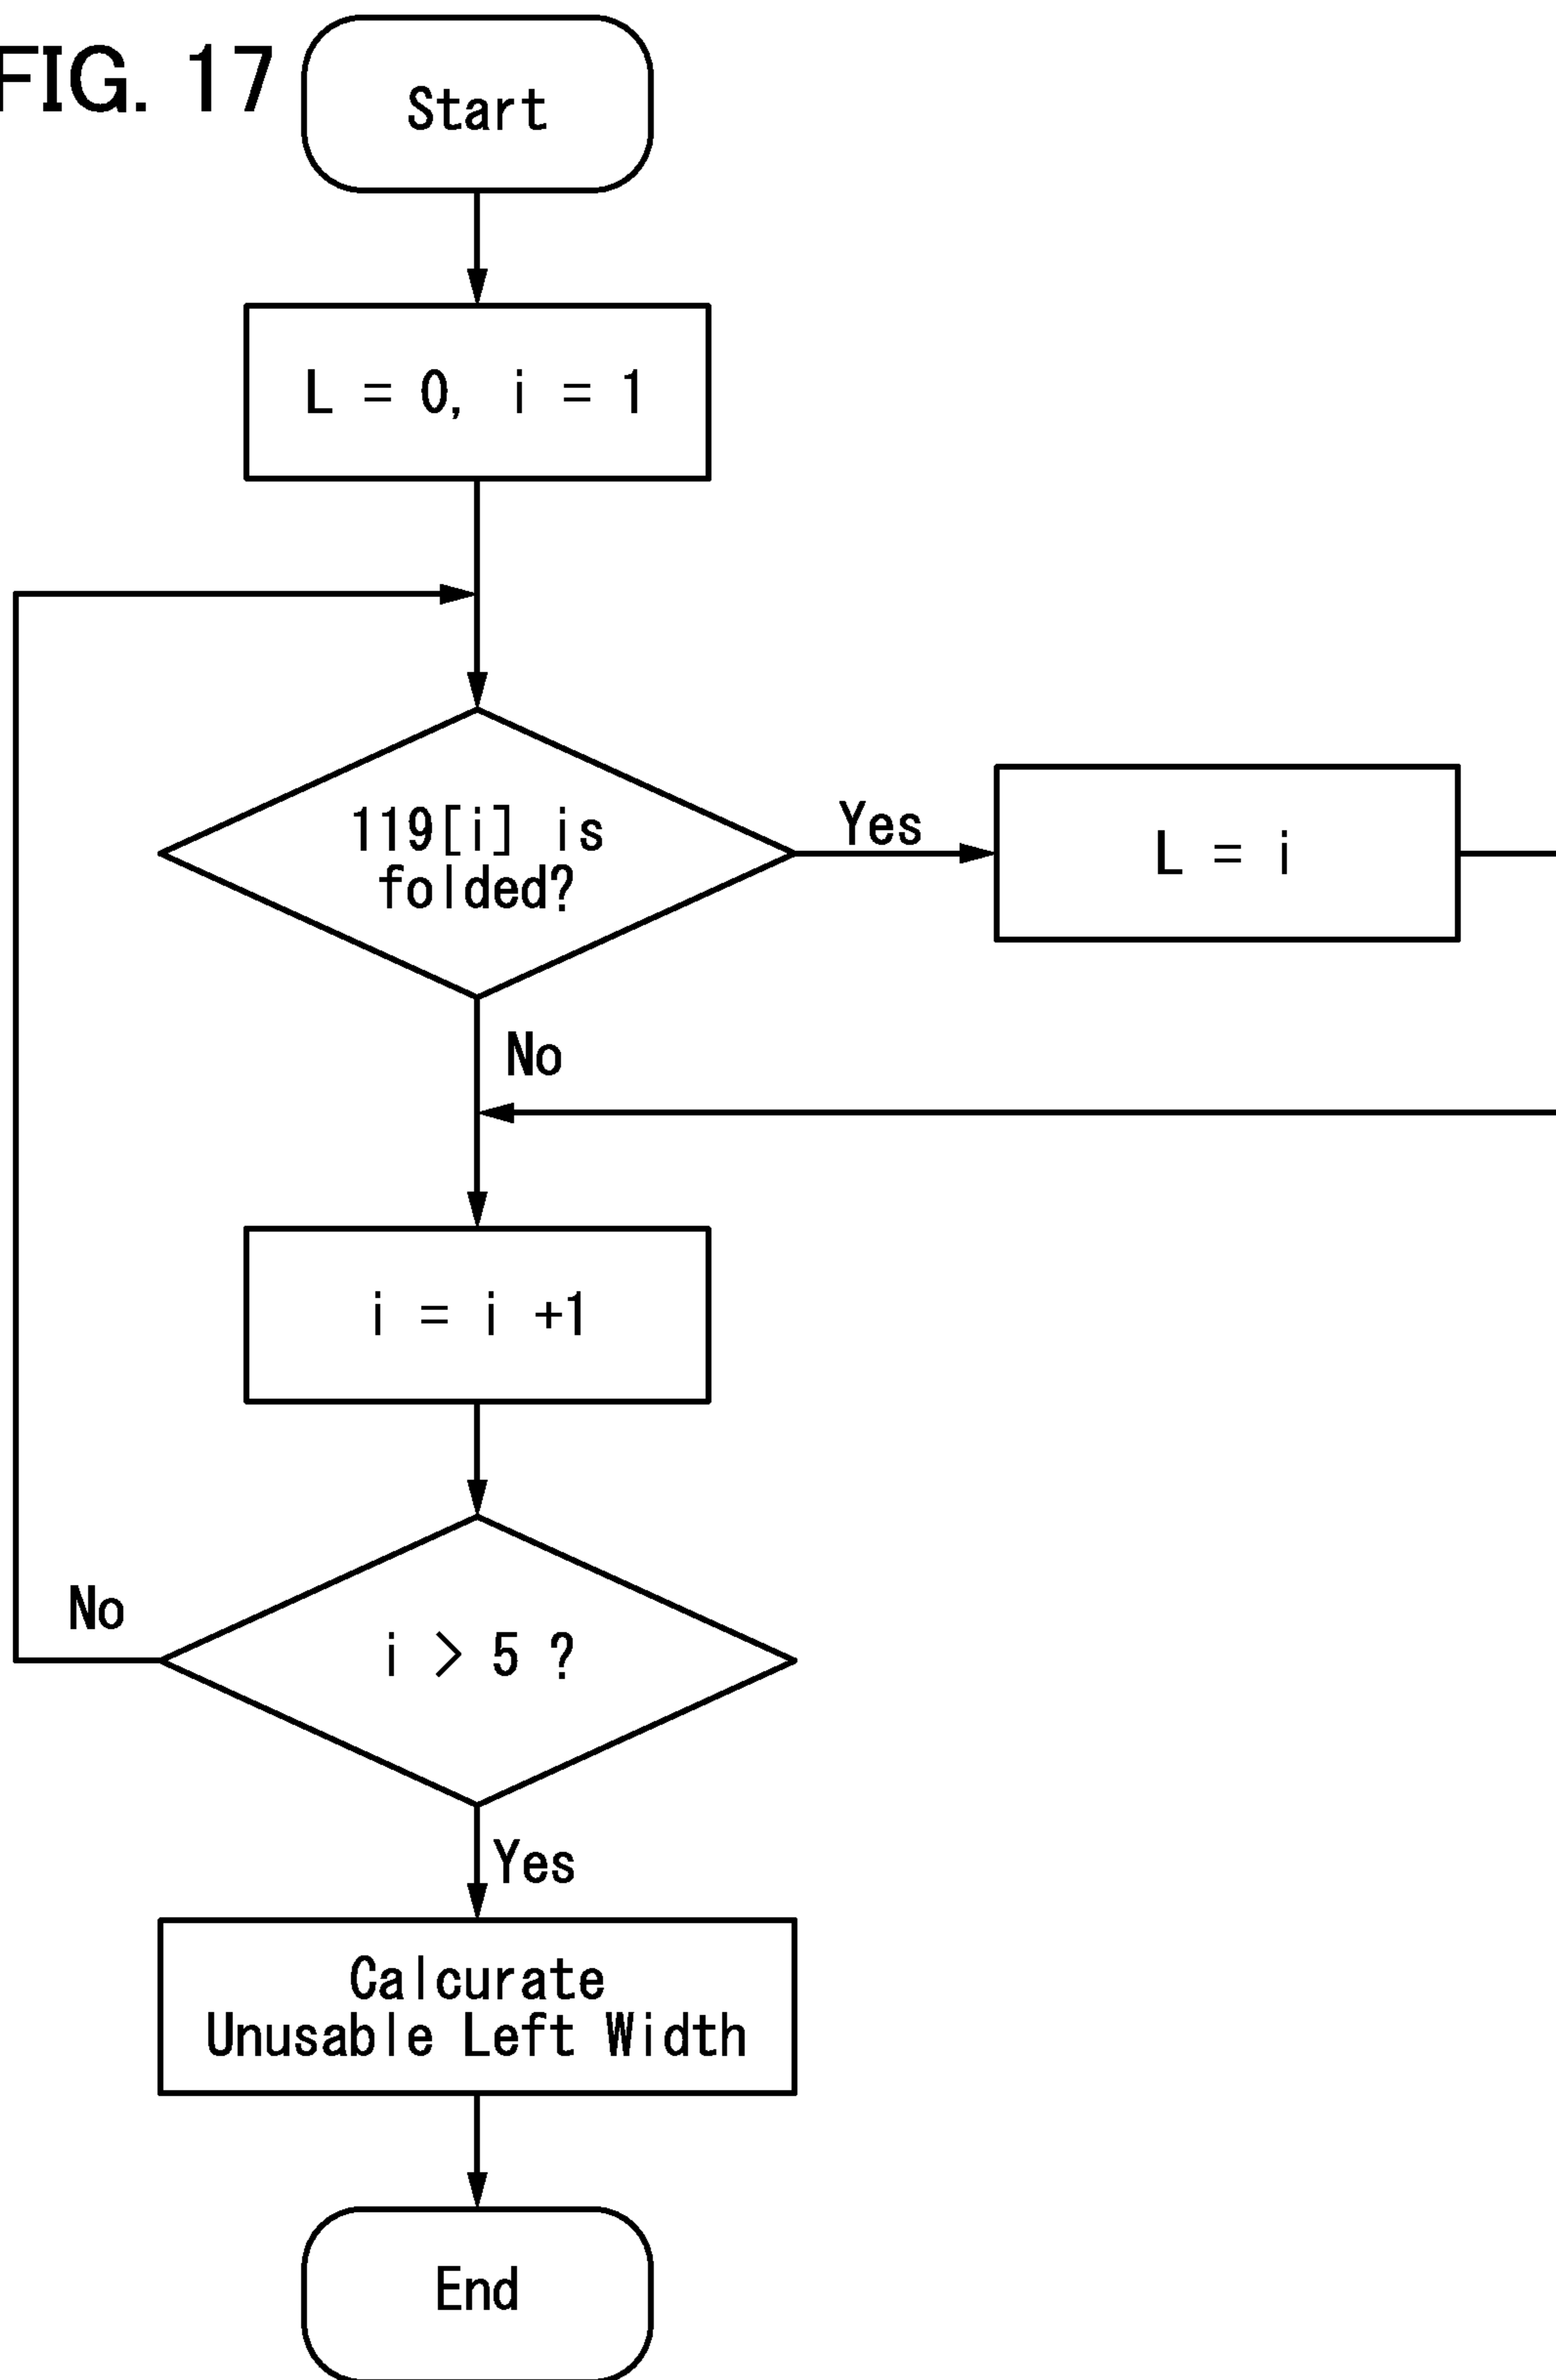 FIG. 17
Start
L = 0, i = 1
119[i] is
folded?
Yes
L = i
No
i = i +1
No
i > 5 ?
Yes
Calcurate
Unusable Left Width
End